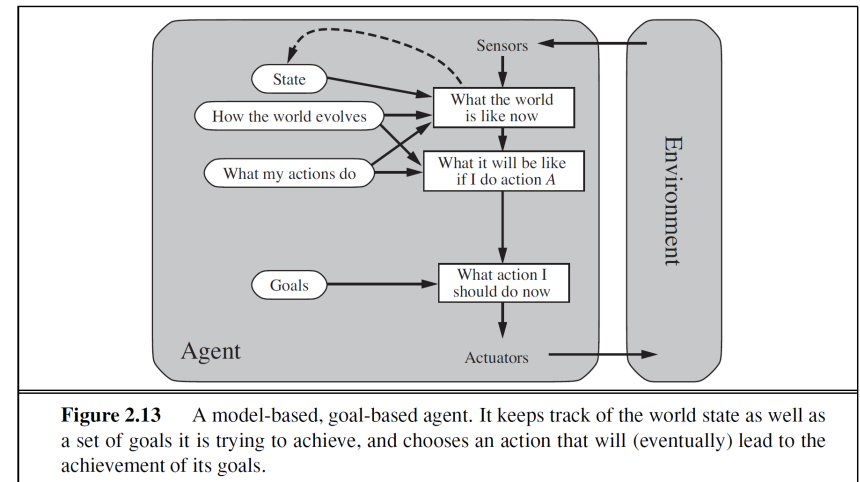 Sensors
State
What the world
is like now
How the world evolves
What it will be like
if I do action A
What my actions do
Environment
What action I
should do now
Goals
Agent
Actuators
Figure 2.13 A model-based, goal-based agent. It keeps track of the world state as well as
a set of goals it is trying to achieve, and chooses an action that will (eventually) lead to the
achievement of its goals.